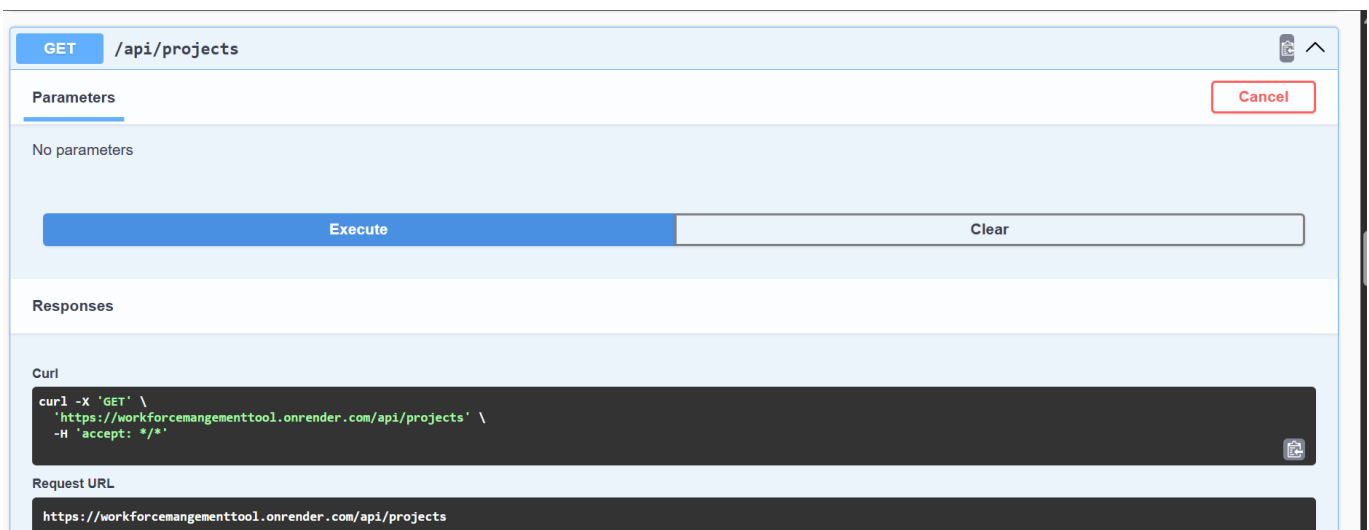 GET /api/projects
Parameters
Cancel
No parameters
Execute
Clear
Responses
Curl
curl -X 'GET' \
'https://workforcemangementtool.onrender.com/api/projects' \
-H 'accept: */*'
Request URL
https://workforcemangementtool.onrender.com/api/projects